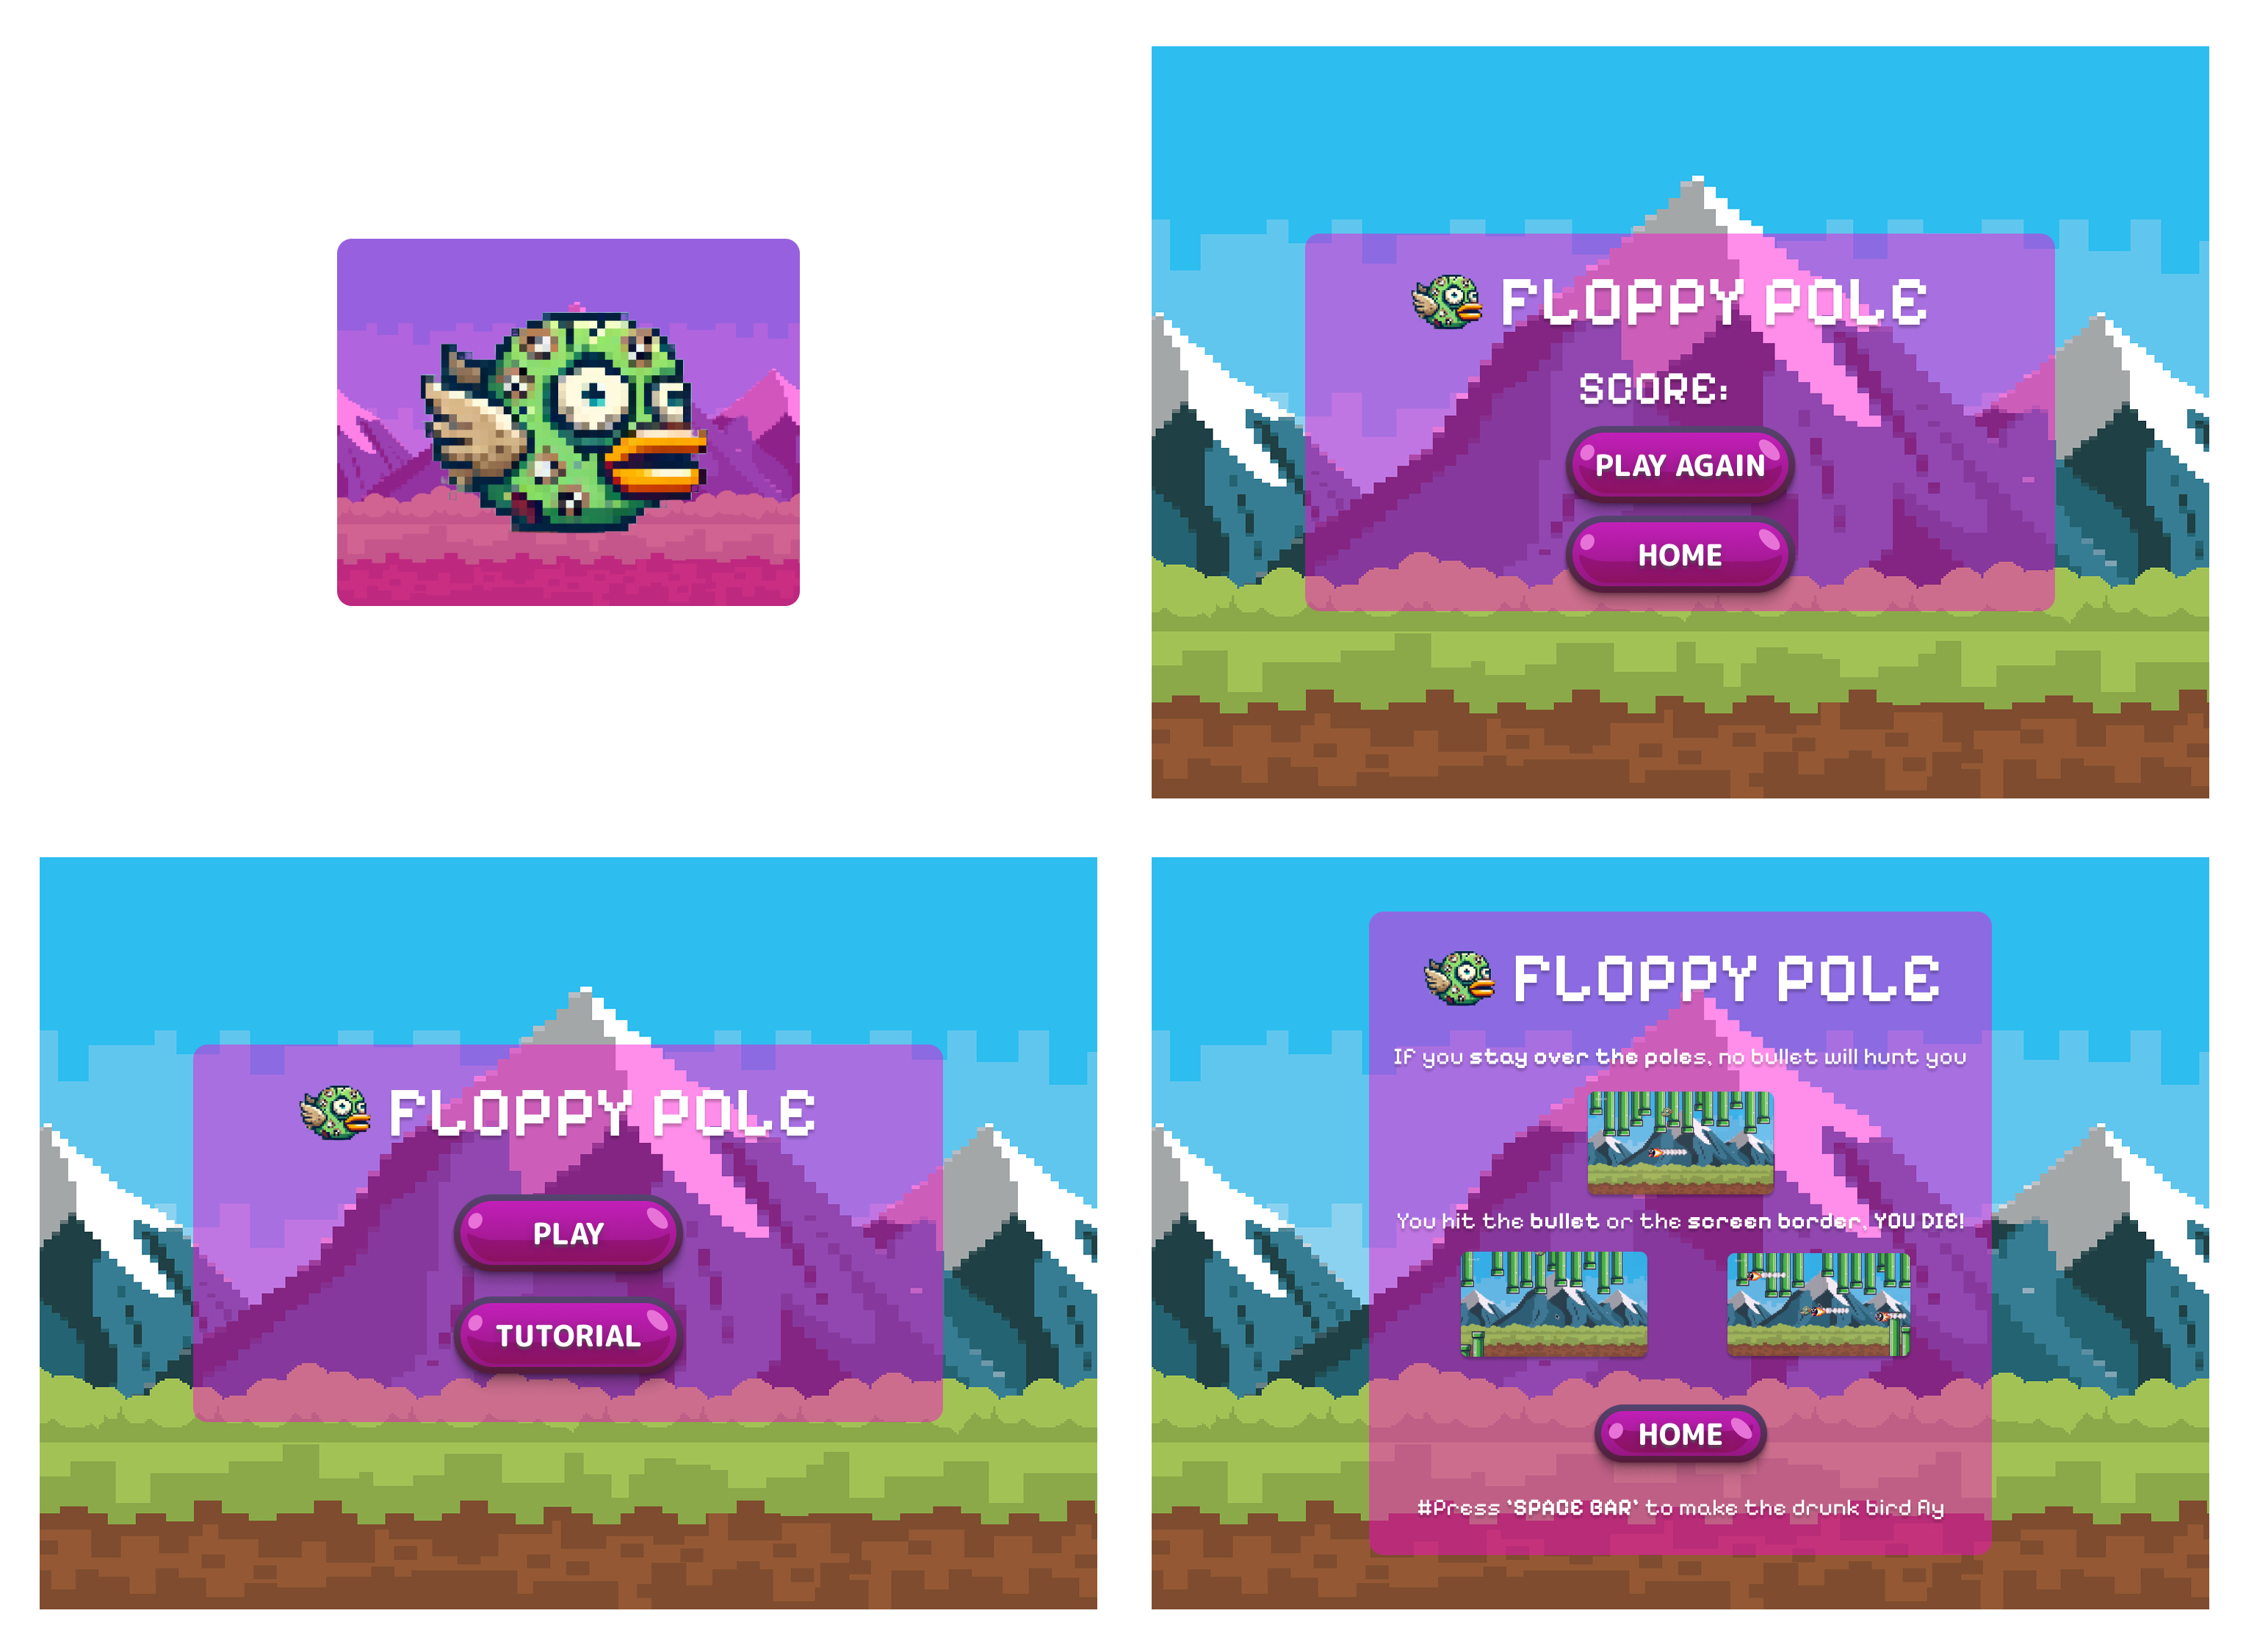 FLOPPY POLE
SCORE:
PLAY AGAIN
HOME
FLOPPY POLE
PLAY
TUTORIAL
FLOPPY POLE
If you stay over the poles, no bullet will hunt you
You hit the bullet or the screen border, YOU DIE!
HOME
#Press 'SPACE BAR' to make the drunk bird fly